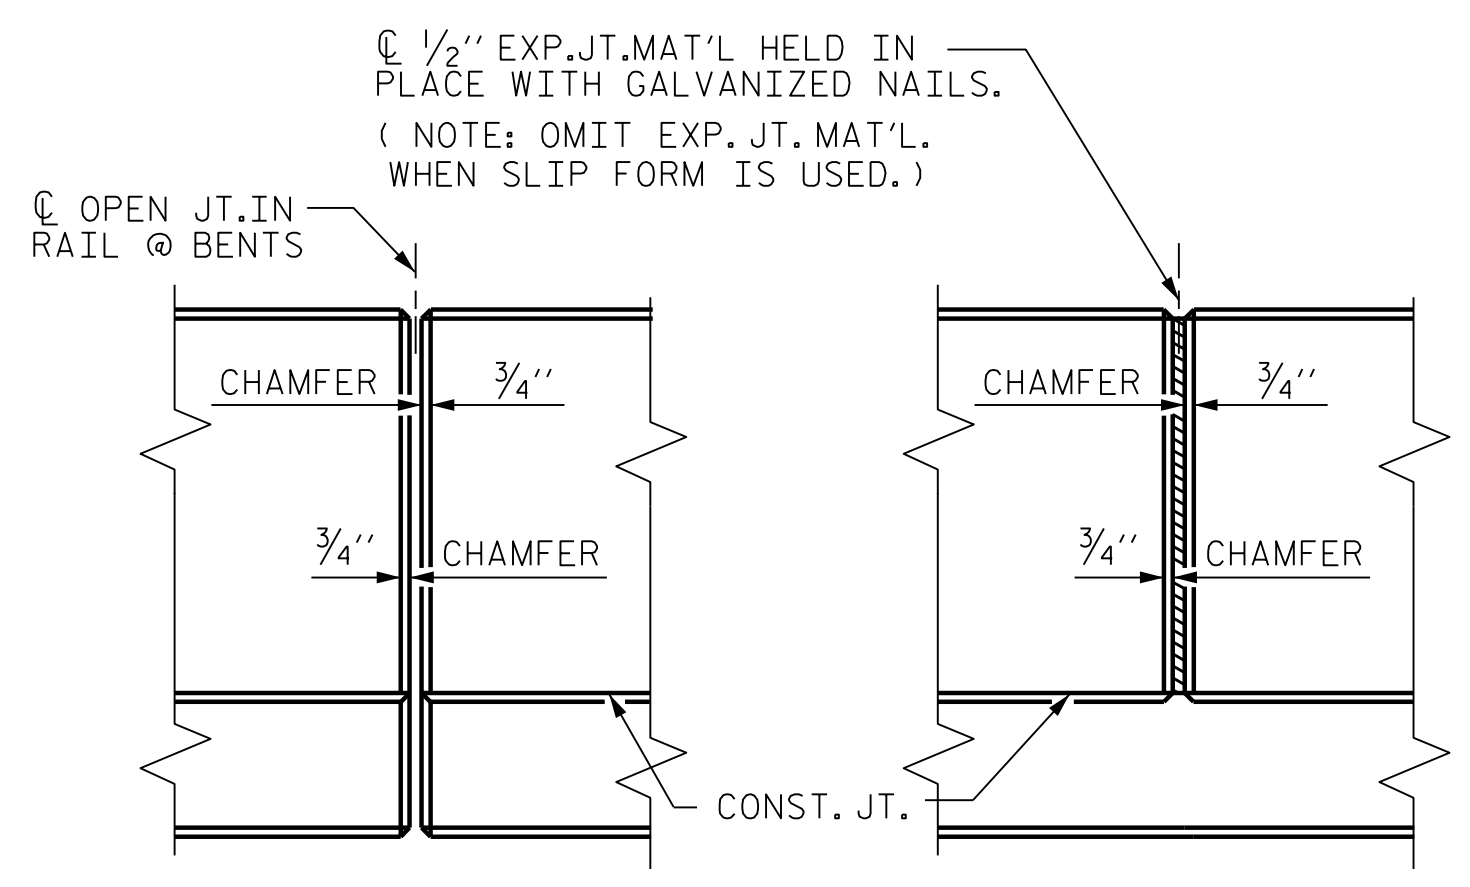 ℄ 1/2'' EXP.JT.MAT'L HELD IN
PLACE WITH GALVANIZED NAILS.
( NOTE: OMIT EXP. JT. MAT'L.
WHEN SLIP FORM IS USED.)
℄ OPEN JT.IN
RAIL @ BENTS
CHAMFER 3/4''
CHAMFER 3/4''
3/4'' CHAMFER
3/4'' CHAMFER
CONST. JT.